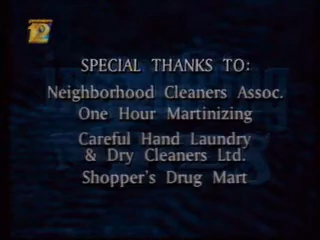 SPECIAL THANKS TO:
Neighborhood Cleaners Assoc.
One Hour Martinizing
Careful Hand Laundry
& Dry Cleaners Ltd.
Shopper's Drug Mart